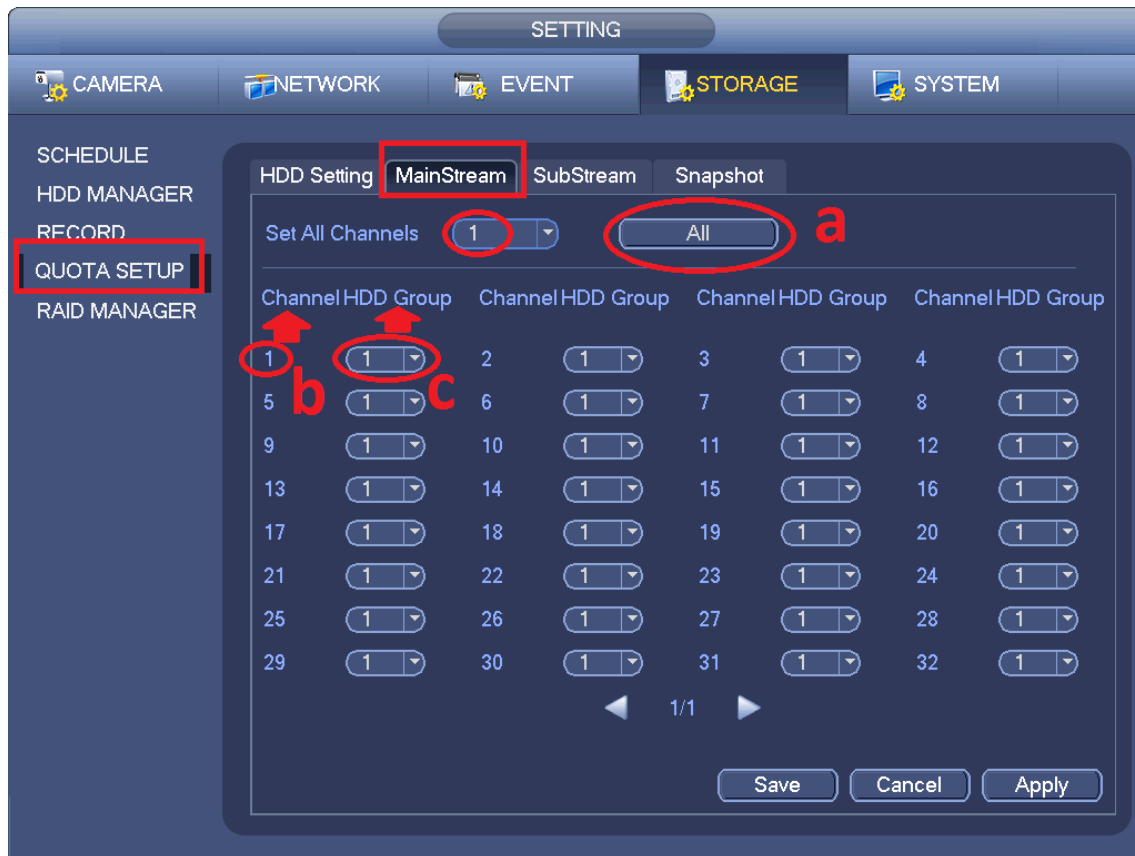 SETTING
CAMERA NETWORK EVENT STORAGE SYSTEM
SCHEDULE
HDD MANAGER
RECORD
QUOTA SETUP
RAID MANAGER
HDD Setting MainStream SubStream Snapshot
Set All Channels 1 All a
Channel HDD Group Channel HDD Group Channel HDD Group Channel HDD Group
1 1 2 1 3 1 4 1
b c
5 1 6 1 7 1 8 1
9 1 10 1 11 1 12 1
13 1 14 1 15 1 16 1
17 1 18 1 19 1 20 1
21 1 22 1 23 1 24 1
25 1 26 1 27 1 28 1
29 1 30 1 31 1 32 1
1/1
Save Cancel Apply